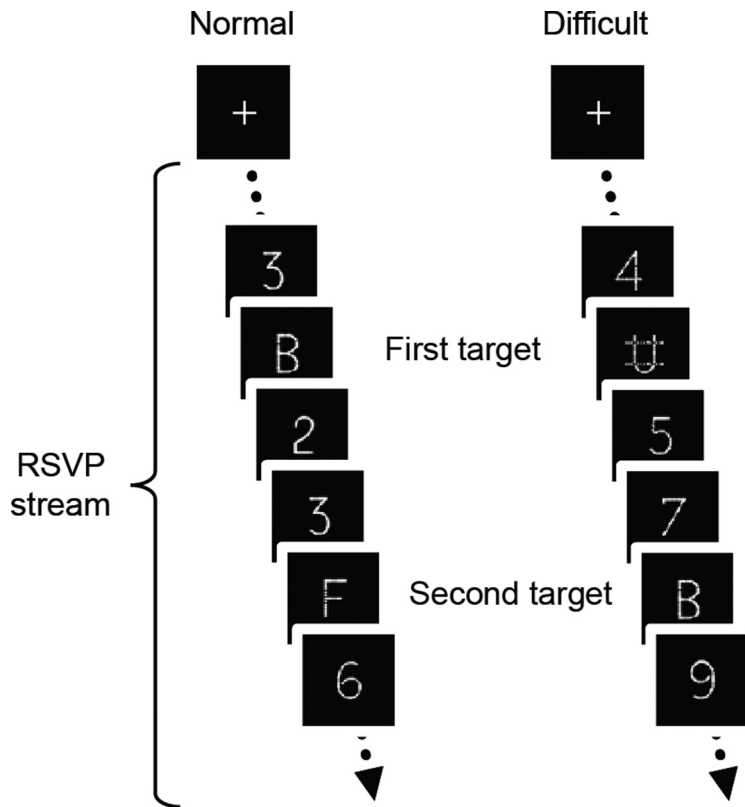 Normal Difficult
+ +
3 4
B U
First target
2 5
RSVP
stream
3 7
F B
Second target
6 9